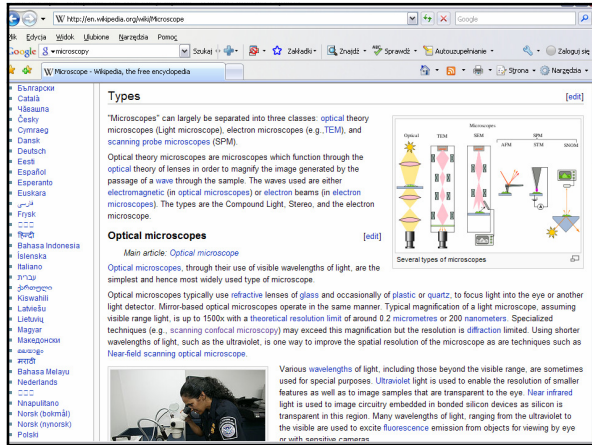 http://en.wikipedia.org/wiki/Microscope
Google
Plik Edycja Widok Ulubione Narzędzia Pomoc
Google microscopy Szukaj Zakładki Znajdź Sprawdź Autouzupełnianie Zaloguj się
Microscope - Wikipedia, the free encyclopedia Strona Narzędzia
Български
Català
Чӑвашла
Česky
Cymraeg
Dansk
Deutsch
Eesti
Español
Esperanto
Euskara
فارسی
Frysk
हिन्दी
Bahasa Indonesia
Íslenska
Italiano
עברית
ქართული
Kiswahili
Latviešu
Lietuvių
Magyar
Македонски
മലയാളം
मराठी
Bahasa Melayu
Nederlands
Nnapulitano
Norsk (bokmål)
Norsk (nynorsk)
Polski
Types [edit]
"Microscopes" can largely be separated into three classes: optical theory
microscopes (Light microscope), electron microscopes (e.g.,TEM), and
scanning probe microscopes (SPM).
Optical theory microscopes are microscopes which function through the
optical theory of lenses in order to magnify the image generated by the
passage of a wave through the sample. The waves used are either
electromagnetic (in optical microscopes) or electron beams (in electron
microscopes). The types are the Compound Light, Stereo, and the electron
microscope.
Microscopes
Optical TEM SEM SPM
AFM STM SNOM
Several types of microscopes
Optical microscopes [edit]
Main article: Optical microscope
Optical microscopes, through their use of visible wavelengths of light, are the
simplest and hence most widely used type of microscope.
Optical microscopes typically use refractive lenses of glass and occasionally of plastic or quartz, to focus light into the eye or another
light detector. Mirror-based optical microscopes operate in the same manner. Typical magnification of a light microscope, assuming
visible range light, is up to 1500x with a theoretical resolution limit of around 0.2 micrometres or 200 nanometers. Specialized
techniques (e.g., scanning confocal microscopy) may exceed this magnification but the resolution is diffraction limited. Using shorter
wavelengths of light, such as the ultraviolet, is one way to improve the spatial resolution of the microscope as are techniques such as
Near-field scanning optical microscope.
Various wavelengths of light, including those beyond the visible range, are sometimes
used for special purposes. Ultraviolet light is used to enable the resolution of smaller
features as well as to image samples that are transparent to the eye. Near infrared
light is used to image circuitry embedded in bonded silicon devices as silicon is
transparent in this region. Many wavelengths of light, ranging from the ultraviolet to
the visible are used to excite fluorescence emission from objects for viewing by eye
or with sensitive cameras